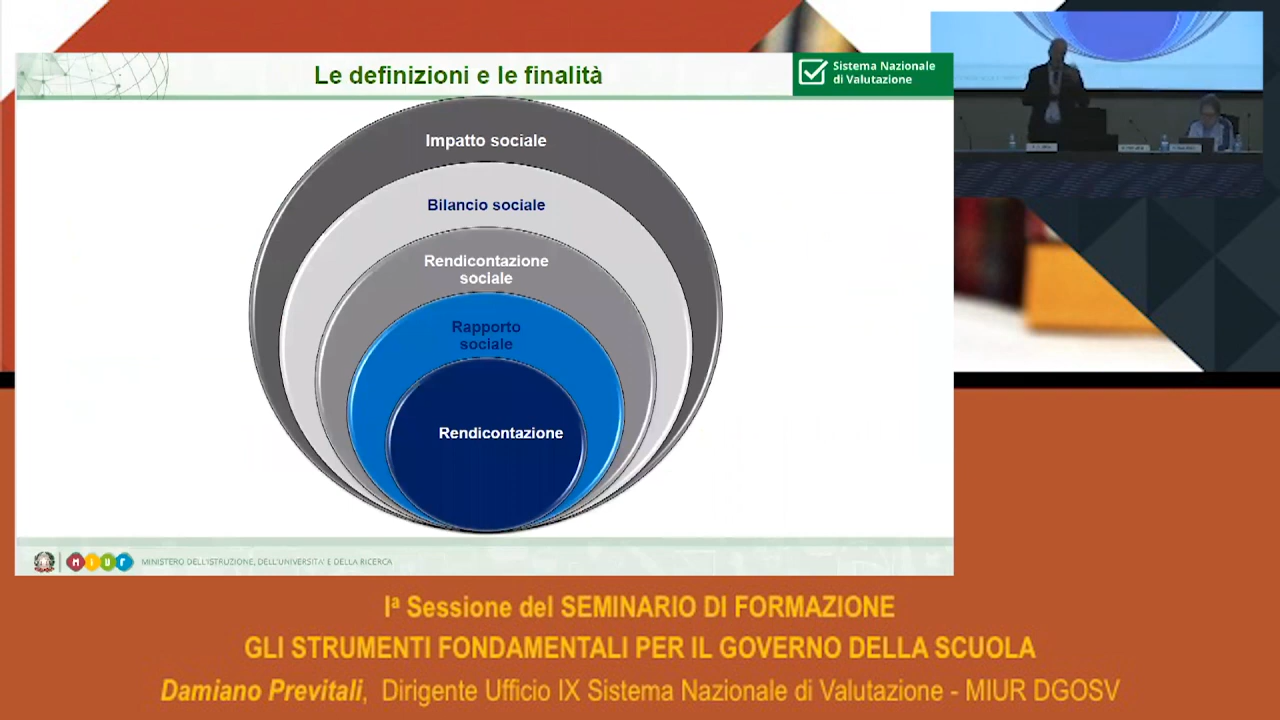 Le definizioni e le finalità
Sistema Nazionale
di Valutazione
Impatto sociale
Bilancio sociale
Rendicontazione
sociale
Rapporto
sociale
Rendicontazione
MIUR
MINISTERO DELL'ISTRUZIONE, DELL'UNIVERSITA' E DELLA RICERCA
Iª Sessione del SEMINARIO DI FORMAZIONE
GLI STRUMENTI FONDAMENTALI PER IL GOVERNO DELLA SCUOLA
Damiano Previtali, Dirigente Ufficio IX Sistema Nazionale di Valutazione - MIUR DGOSV